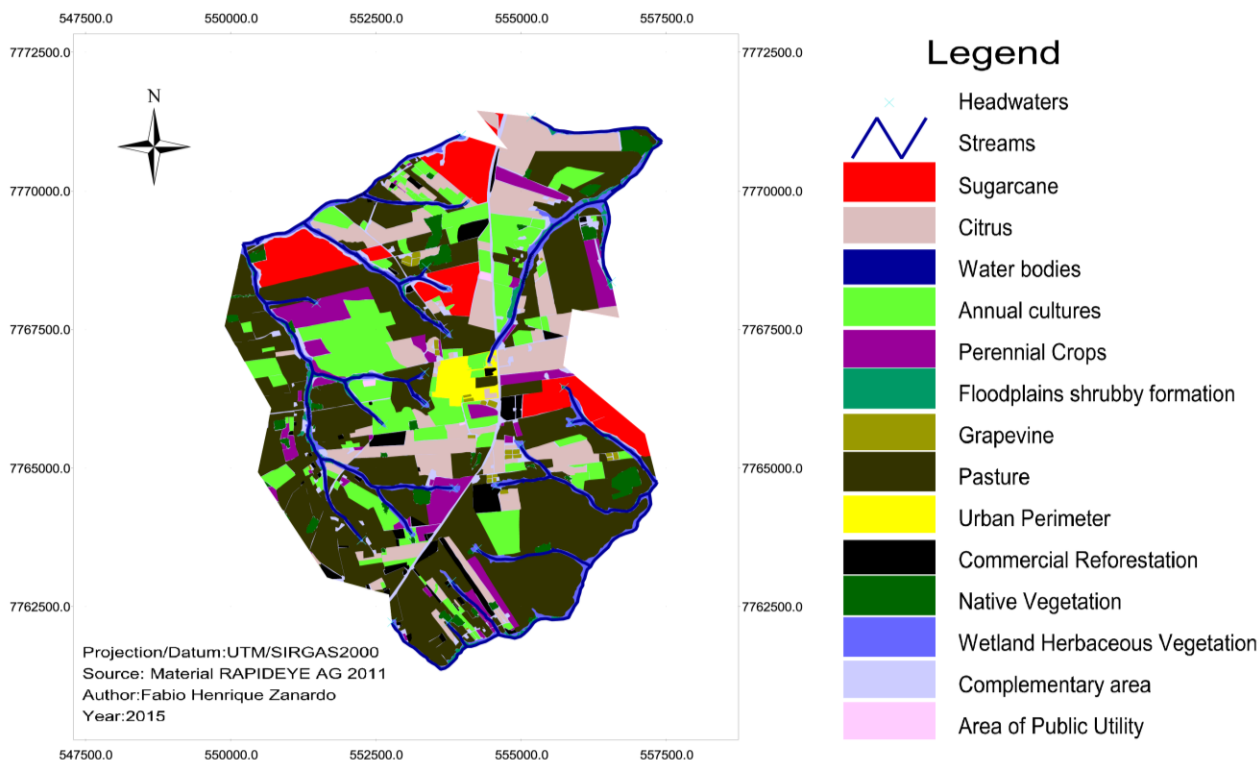 547500.0 550000.0 552500.0 555000.0 557500.0
7772500.0 7772500.0
N
7770000.0 7770000.0
7767500.0 7767500.0
7765000.0 7765000.0
7762500.0 7762500.0
Projection/Datum:UTM/SIRGAS2000
Source: Material RAPIDEYE AG 2011
Author:Fabio Henrique Zanardo
Year:2015
547500.0 550000.0 552500.0 555000.0 557500.0
Legend
Headwaters
Streams
Sugarcane
Citrus
Water bodies
Annual cultures
Perennial Crops
Floodplains shrubby formation
Grapevine
Pasture
Urban Perimeter
Commercial Reforestation
Native Vegetation
Wetland Herbaceous Vegetation
Complementary area
Area of Public Utility